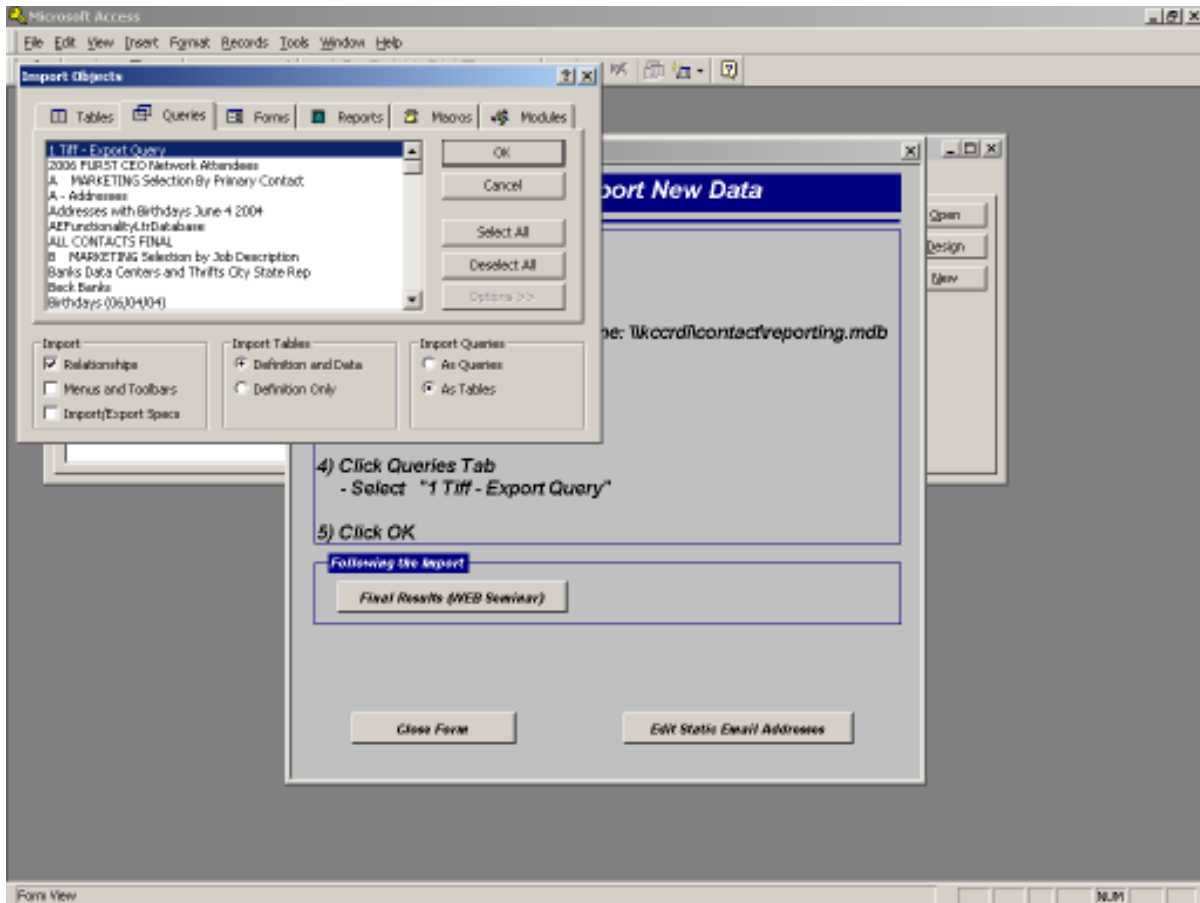 Microsoft Access
File Edit View Insert Format Records Tools Window Help
Import Objects
Tables Queries Forms Reports Macros Modules
1 Tiff - Export Query
2006 FURST CEO Network Attendees
A MARKETING Selection By Primary Contact
A - Addresses
Addresses with Birthdays June 4 2004
AEFunctionalityLtrDatabase
ALL CONTACTS FINAL
B MARKETING Selection by Job Description
Banks Data Centers and Thrifts City State Rep
Beck Banks
Birthdays (06/04/04)
OK
Cancel
Select All
Deselect All
Options >>
Import
Relationships
Menus and Toolbars
Import/Export Specs
Import Tables
Definition and Data
Definition Only
Import Queries
As Queries
As Tables
port New Data
Open
Design
New
me: \\kccrdi\contact\reporting.mdb
4) Click Queries Tab
- Select "1 Tiff - Export Query"
5) Click OK
Following the Import
Final Results (WEB Seminar)
Close Form
Edit Static Email Addresses
Form View
NUM